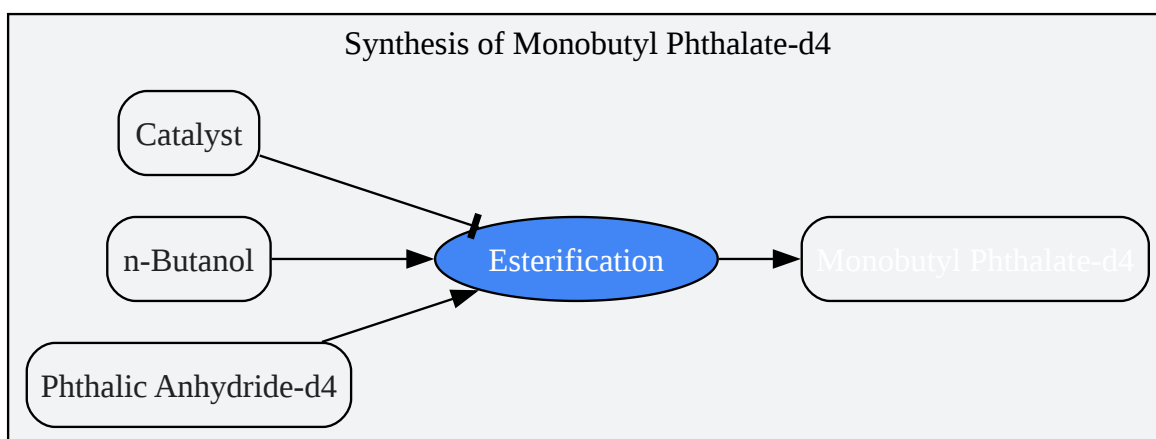 Synthesis of Monobutyl Phthalate-d4
Catalyst
n-Butanol
Esterification
Monobutyl Phthalate-d4
Phthalic Anhydride-d4